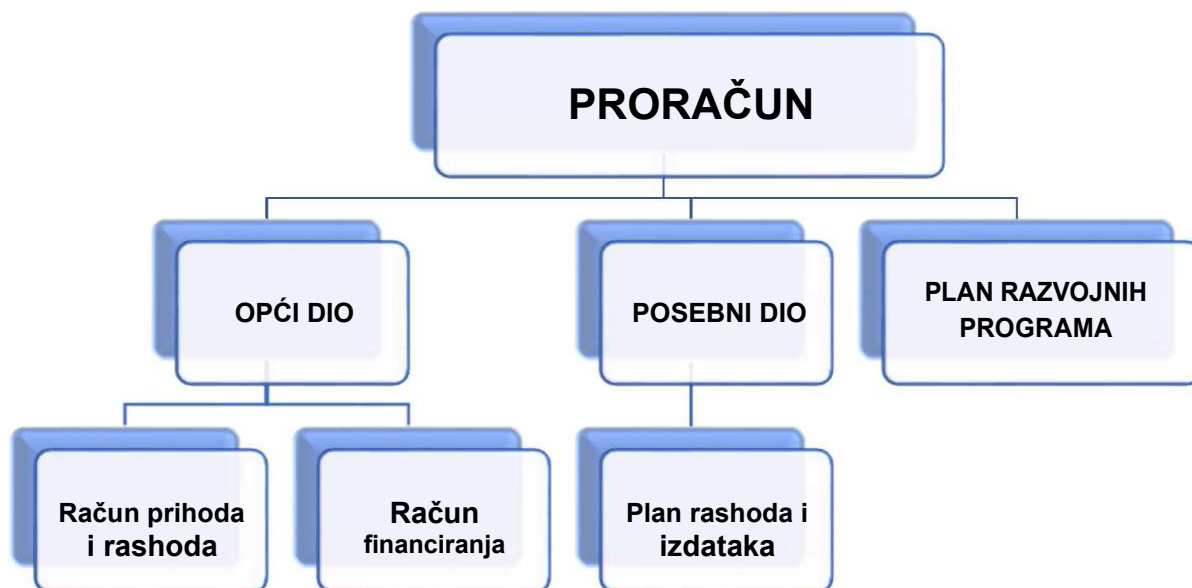 PRORAČUN
OPĆI DIO
POSEBNI DIO
PLAN RAZVOJNIH
PROGRAMA
Račun prihoda
i rashoda
Račun
financiranja
Plan rashoda i
izdataka